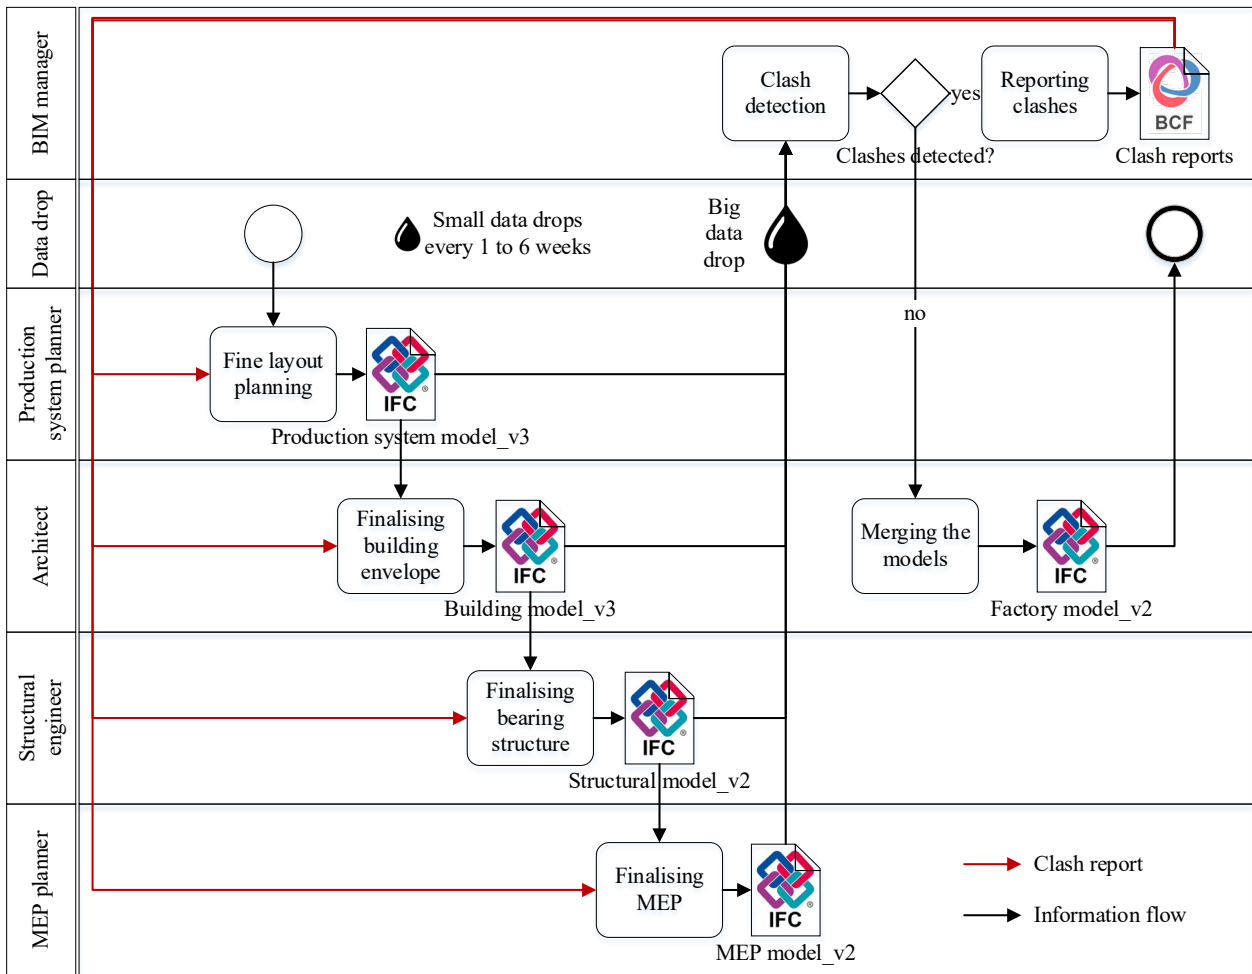 BIM manager
Clash
detection
yes
Reporting
clashes
BCF
Clashes detected?
Clash reports
Data drop
Small data drops
every 1 to 6 weeks
Big
data
drop
Production
system planner
Fine layout
planning
IFC
®
Production system model_v3
no
Architect
Finalising
building
envelope
IFC
®
Building model_v3
Merging the
models
IFC
®
Factory model_v2
Structural
engineer
Finalising
bearing
structure
IFC
®
Structural model_v2
MEP planner
Finalising
MEP
IFC
®
MEP model_v2
Clash report
Information flow